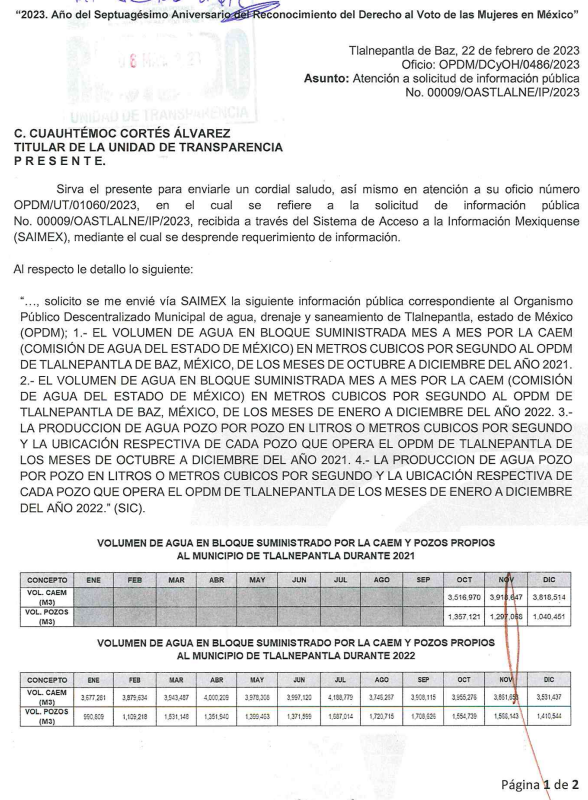 “2023. Año del Septuagésimo Aniversario del Reconocimiento del Derecho al Voto de las Mujeres en México”
Tlalnepantla de Baz, 22 de febrero de 2023
Oficio: OPDM/DCyOH/0486/2023
Asunto: Atención a solicitud de información pública
No. 00009/OASTLALNE/IP/2023
UNIDAD DE TRANSPARENCIA
C. CUAUHTÉMOC CORTÉS ÁLVAREZ
TITULAR DE LA UNIDAD DE TRANSPARENCIA
P R E S E N T E.
Sirva el presente para enviarle un cordial saludo, así mismo en atención a su oficio número
OPDM/UT/01060/2023, en el cual se refiere a la solicitud de información pública
No. 00009/OASTLALNE/IP/2023, recibida a través del Sistema de Acceso a la Información Mexiquense
(SAIMEX), mediante el cual se desprende requerimiento de información.
Al respecto le detallo lo siguiente:
“…, solicito se me envié vía SAIMEX la siguiente información pública correspondiente al Organismo
Público Descentralizado Municipal de agua, drenaje y saneamiento de Tlalnepantla, estado de México
(OPDM); 1.- EL VOLUMEN DE AGUA EN BLOQUE SUMINISTRADA MES A MES POR LA CAEM
(COMISIÓN DE AGUA DEL ESTADO DE MÉXICO) EN METROS CUBICOS POR SEGUNDO AL OPDM
DE TLALNEPANTLA DE BAZ, MÉXICO, DE LOS MESES DE OCTUBRE A DICIEMBRE DEL AÑO 2021.
2.- EL VOLUMEN DE AGUA EN BLOQUE SUMINISTRADA MES A MES POR LA CAEM (COMISIÓN
DE AGUA DEL ESTADO DE MÉXICO) EN METROS CUBICOS POR SEGUNDO AL OPDM DE
TLALNEPANTLA DE BAZ, MÉXICO, DE LOS MESES DE ENERO A DICIEMBRE DEL AÑO 2022. 3.-
LA PRODUCCION DE AGUA POZO POR POZO EN LITROS O METROS CUBICOS POR SEGUNDO
Y LA UBICACIÓN RESPECTIVA DE CADA POZO QUE OPERA EL OPDM DE TLALNEPANTLA DE
LOS MESES DE OCTUBRE A DICIEMBRE DEL AÑO 2021. 4.- LA PRODUCCION DE AGUA POZO
POR POZO EN LITROS O METROS CUBICOS POR SEGUNDO Y LA UBICACIÓN RESPECTIVA DE
CADA POZO QUE OPERA EL OPDM DE TLALNEPANTLA DE LOS MESES DE ENERO A DICIEMBRE
DEL AÑO 2022.” (SIC).
VOLUMEN DE AGUA EN BLOQUE SUMINISTRADO POR LA CAEM Y POZOS PROPIOS
AL MUNICIPIO DE TLALNEPANTLA DURANTE 2021
CONCEPTO ENE FEB MAR ABR MAY JUN JUL AGO SEP OCT NOV DIC
VOL. CAEM (M3) 3,516,970 3,918,647 3,818,514
VOL. POZOS (M3) 1,357,121 1,297,068 1,040,451
VOLUMEN DE AGUA EN BLOQUE SUMINISTRADO POR LA CAEM Y POZOS PROPIOS
AL MUNICIPIO DE TLALNEPANTLA DURANTE 2022
CONCEPTO ENE FEB MAR ABR MAY JUN JUL AGO SEP OCT NOV DIC
VOL. CAEM (M3) 3,677,281 3,879,634 3,943,487 4,000,209 3,978,308 3,997,120 4,188,779 3,746,267 3,908,115 3,955,276 3,531,437
VOL. POZOS (M3) 990,809 1,109,218 1,531,146 1,351,940 1,399,463 1,371,599 1,687,014 1,720,715 1,708,626 1,554,739 1,566,143 1,410,544
Página 1 de 2